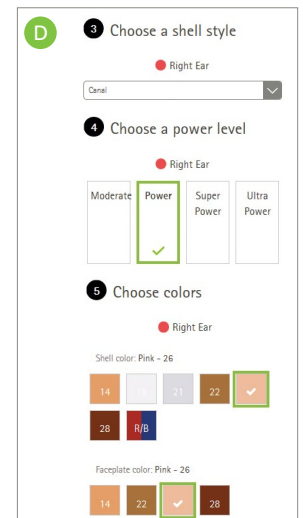 D
3 Choose a shell style
Right Ear
Canal
4 Choose a power level
Right Ear
Moderate Power Super Power Ultra Power
5 Choose colors
Right Ear
Shell color: Pink - 26
14 21 22
28 R/B
Faceplate color: Pink - 26
14 22 28